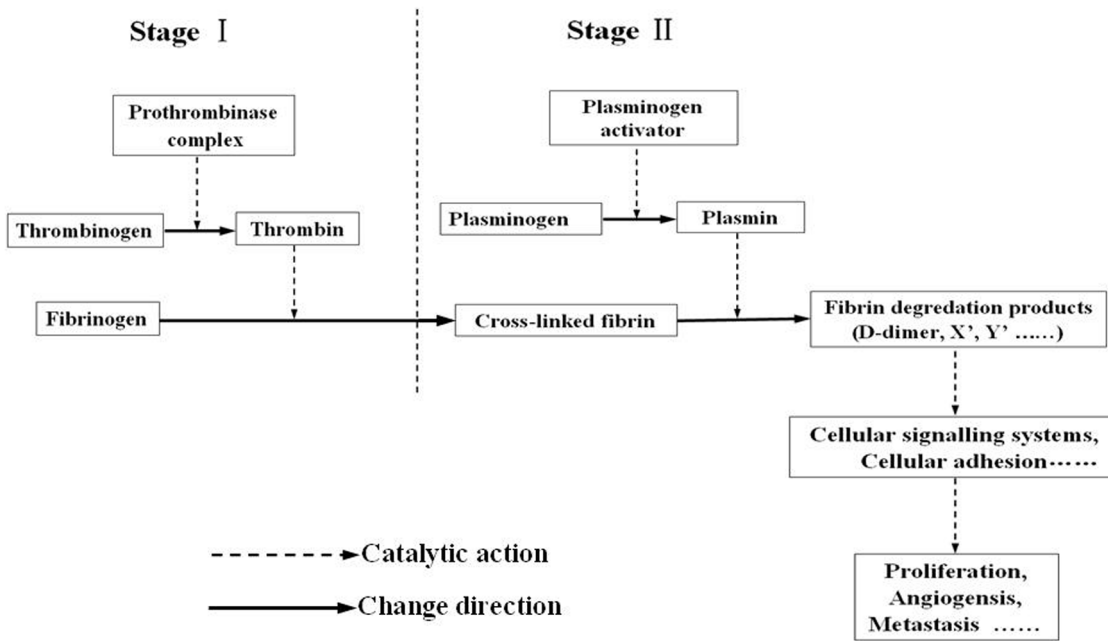 Stage Ⅰ
Stage Ⅱ
Prothrombinase
complex
Plasminogen
activator
Thrombinogen
Thrombin
Plasminogen
Plasmin
Fibrinogen
Cross-linked fibrin
Fibrin degredation products
(D-dimer, X’, Y’ ……)
Cellular signalling systems,
Cellular adhesion……
Catalytic action
Change direction
Proliferation,
Angiogensis,
Metastasis ……